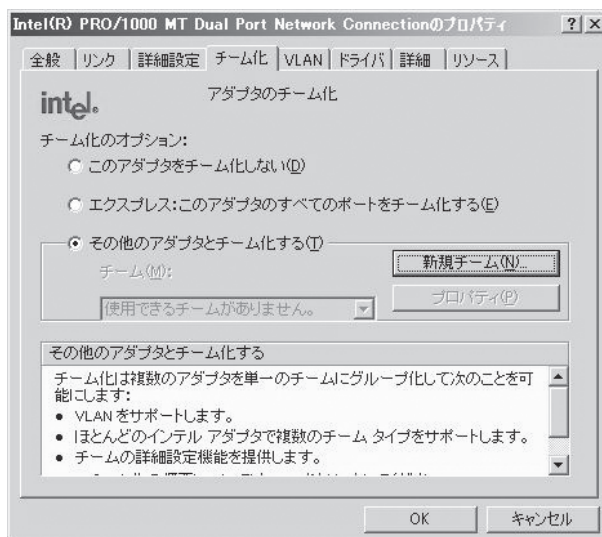 Intel(R) PRO/1000 MT Dual Port Network Connectionのプロパティ
全般 リンク 詳細設定 チーム化 VLAN ドライバ 詳細 リソース
intel® アダプタのチーム化
チーム化のオプション:
このアダプタをチーム化しない(D)
エクスプレス:このアダプタのすべてのポートをチーム化する(E)
その他のアダプタとチーム化する(T)
チーム(M):
新規チーム(N)...
使用できるチームがありません。
プロパティ(P)
その他のアダプタとチーム化する
チーム化は複数のアダプタを単一のチームにグループ化して次のことを可
能にします:
• VLAN をサポートします。
• ほとんどのインテル アダプタで複数のチーム タイプをサポートします。
• チームの詳細設定機能を提供します。
OK キャンセル